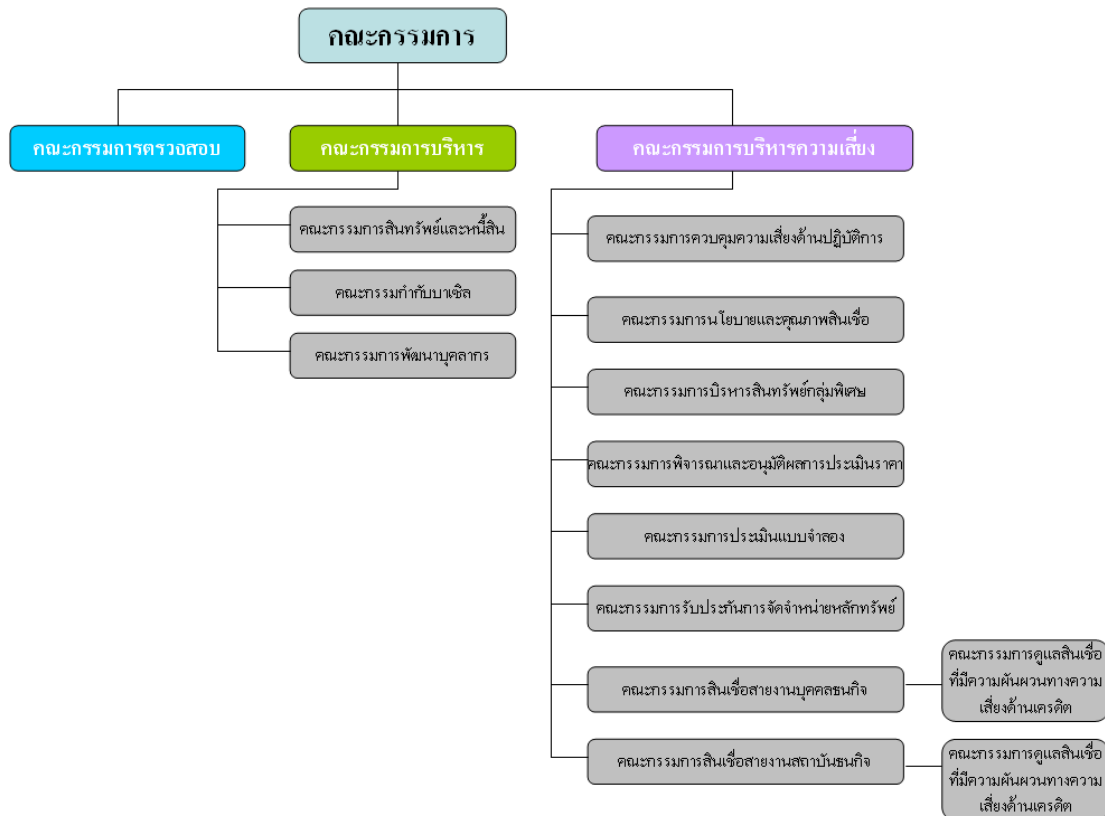 คณะกรรมการ
คณะกรรมการตรวจสอบ
คณะกรรมการบริหาร
คณะกรรมการบริหารความเสี่ยง
คณะกรรมการสินทรัพย์และหนี้สิน
คณะกรรมกำกับบาเซิล
คณะกรรมการพัฒนาบุคลากร
คณะกรรมการควบคุมความเสี่ยงด้านปฏิบัติการ
คณะกรรมการนโยบายและคุณภาพสินเชื่อ
คณะกรรมการบิรหารสินทรัพย์กลุ่มพิเศษ
คณะกรรมการพิจารณาและอนุมัติผลการประเมินราคา
คณะกรรมการประเมินแบบจำลอง
คณะกรรมการรับประกันการจัดจำหน่ายหลักทรัพย์
คณะกรรมการสินเชื่อสายงานบุคคลธนกิจ
คณะกรรมการดูแลสินเชื่อ
ที่มีความผันผวนทางความ
เสี่ยงด้านเครดิต
คณะกรรมการสินเชื่อสายงานสถาบันธนกิจ
คณะกรรมการดูแลสินเชื่อ
ที่มีความผันผวนทางความ
เสี่ยงด้านเครดิต